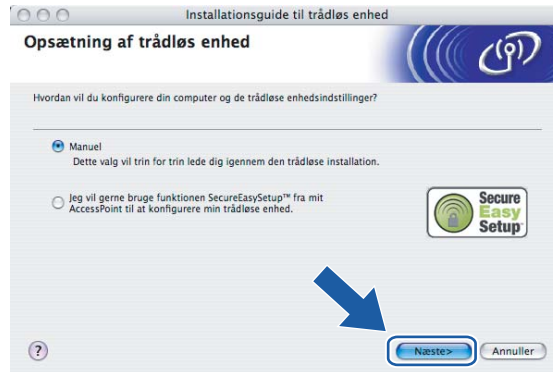 Installationsguide til trådløs enhed
Opsætning af trådløs enhed
Hvordan vil du konfigurere din computer og de trådløse enhedsindstillinger?
Manuel
Dette valg vil trin for trin lede dig igennem den trådløse installation.
Jeg vil gerne bruge funktionen SecureEasySetup™ fra mit
AccessPoint til at konfigurere min trådløse enhed.
Secure
Easy
Setup
?
Næste>
Annuller